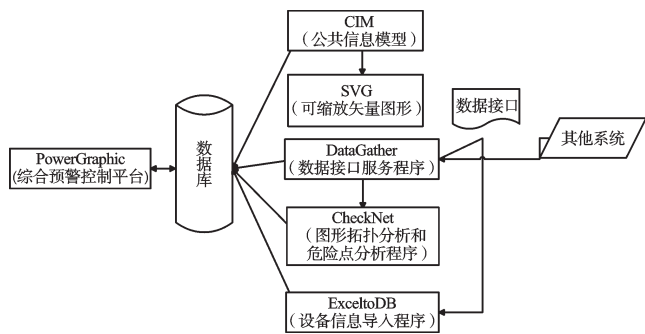 CIM
(公共信息模型)
SVG
(可缩放矢量图形)
数据接口
其他系统
数据库
DataGather
(数据接口服务程序)
PowerGraphic
(综合预警控制平台)
CheckNet
(图形拓扑分析和
危险点分析程序)
ExceltoDB
(设备信息导入程序)